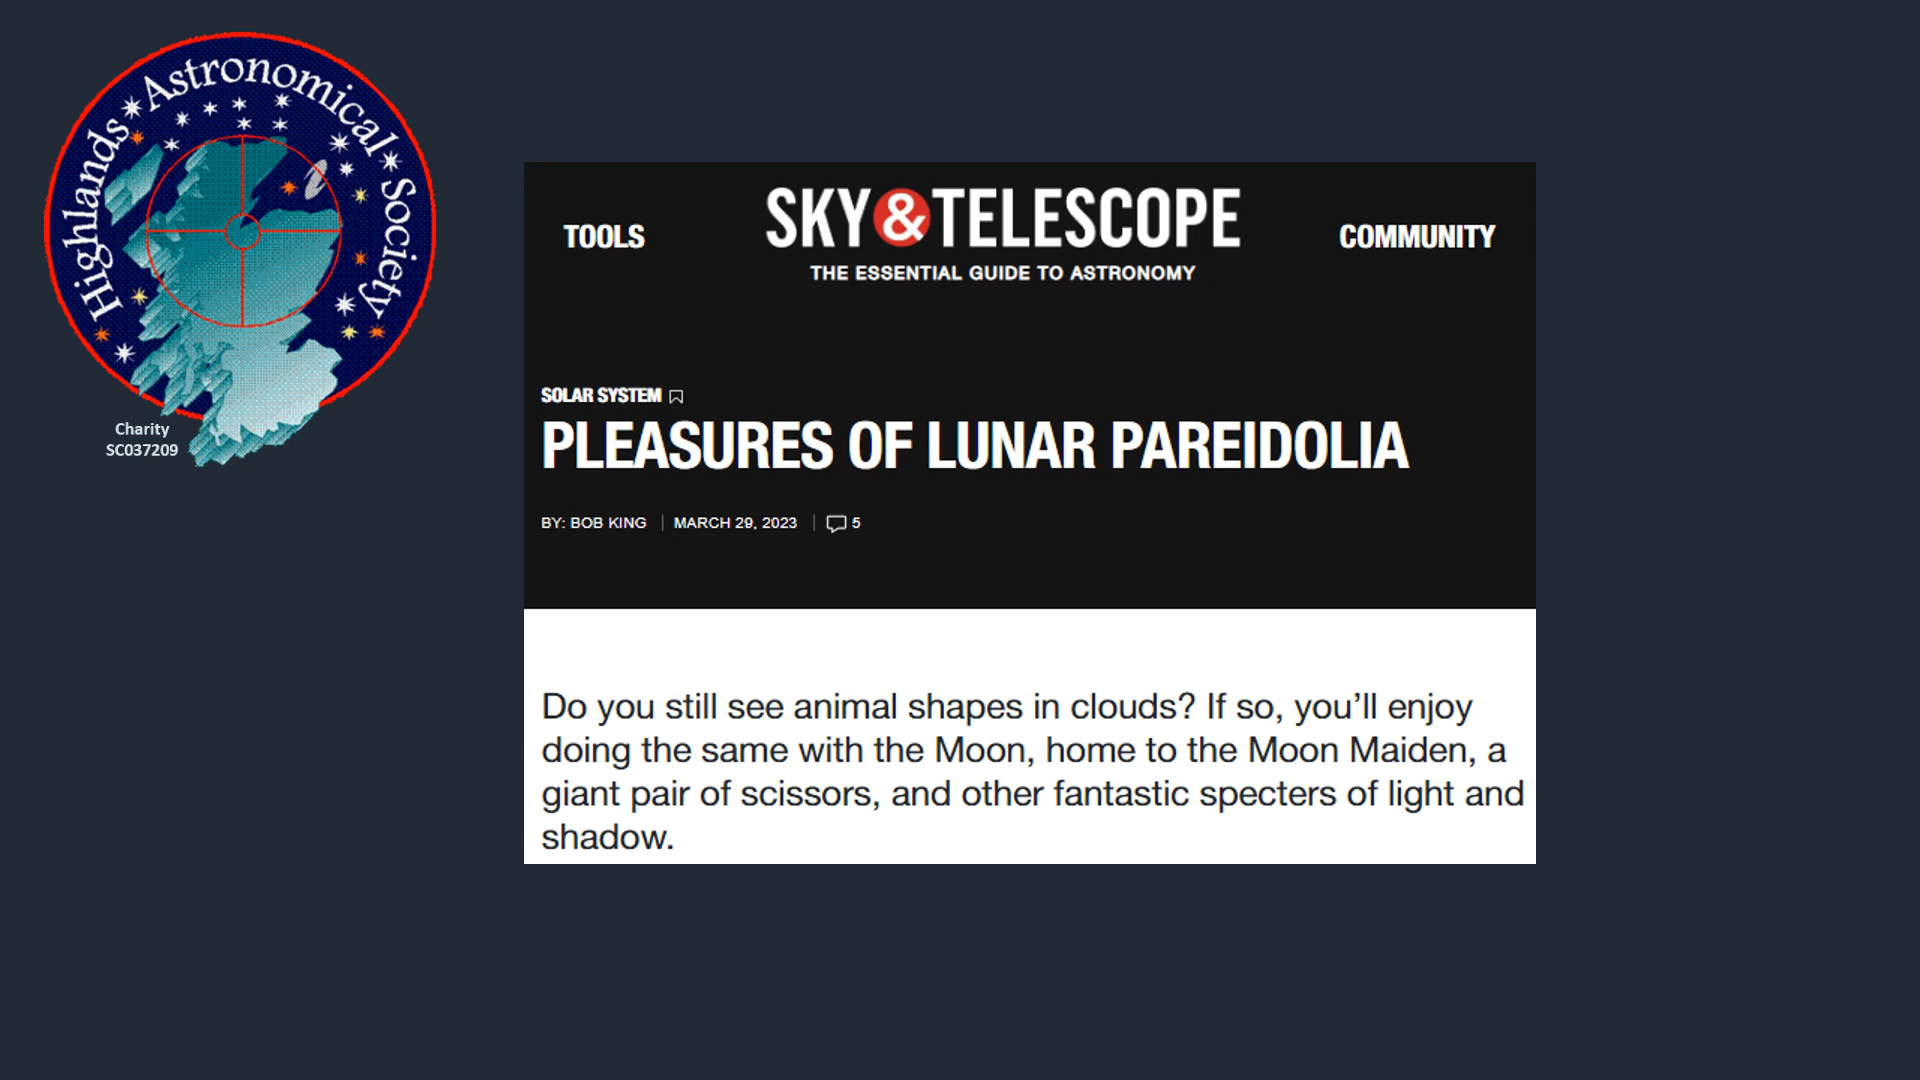 Highlands Astronomical Society
Charity
SC037209
TOOLS
SKY&TELESCOPE
THE ESSENTIAL GUIDE TO ASTRONOMY
COMMUNITY
SOLAR SYSTEM
PLEASURES OF LUNAR PAREIDOLIA
BY: BOB KING | MARCH 29, 2023 | 5
Do you still see animal shapes in clouds? If so, you’ll enjoy
doing the same with the Moon, home to the Moon Maiden, a
giant pair of scissors, and other fantastic specters of light and
shadow.